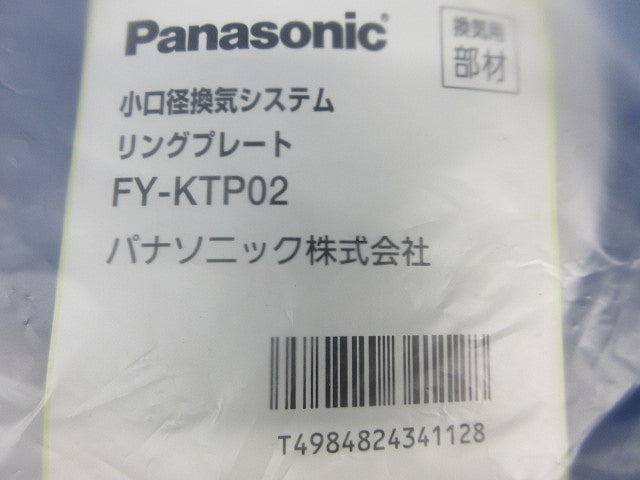 Panasonic
換気用
部材
小口径換気システム
リングプレート
FY-KTP02
パナソニック株式会社
T4984824341128